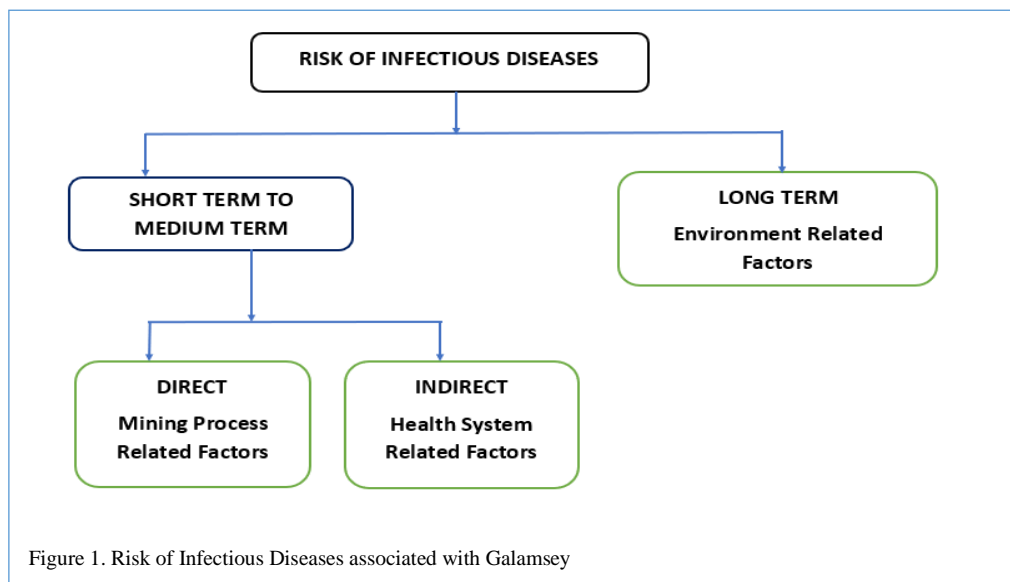 RISK OF INFECTIOUS DISEASES
SHORT TERM TO
MEDIUM TERM
LONG TERM
Environment Related
Factors
DIRECT
Mining Process
Related Factors
INDIRECT
Health System
Related Factors
Figure 1. Risk of Infectious Diseases associated with Galamsey